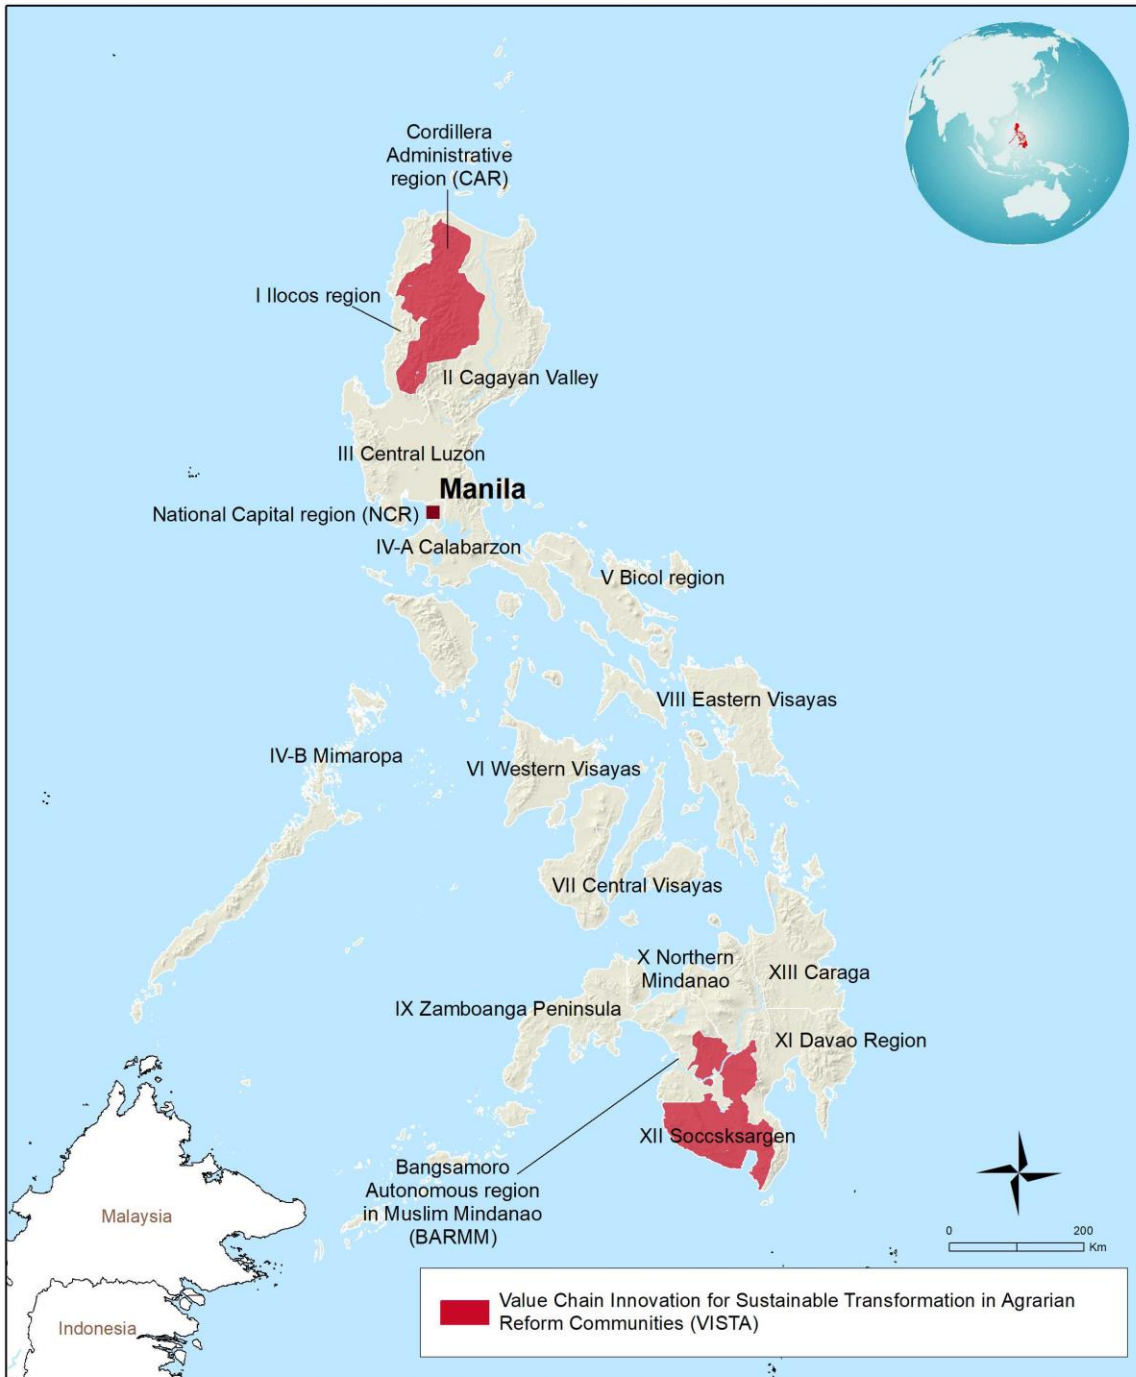 Cordillera
Administrative
region (CAR)
I Ilocos region
II Cagayan Valley
III Central Luzon
Manila
National Capital region (NCR)
IV-A Calabarzon
V Bicol region
VIII Eastern Visayas
IV-B Mimaropa
VI Western Visayas
VII Central Visayas
X Northern
Mindanao
XIII Caraga
IX Zamboanga Peninsula
XI Davao Region
XII Soccsksargen
Bangsamoro
Autonomous region
in Muslim Mindanao
(BARMM)
Malaysia
Indonesia
0 200
Km
Value Chain Innovation for Sustainable Transformation in Agrarian
Reform Communities (VISTA)